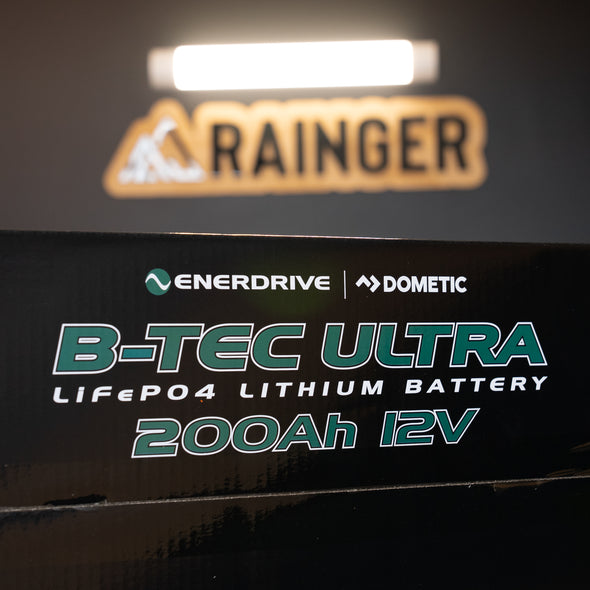 RAINGER
ENERDRIVE | DOMETIC
B-TEC ULTRA
LiFePO4 LITHIUM BATTERY
200Ah 12V